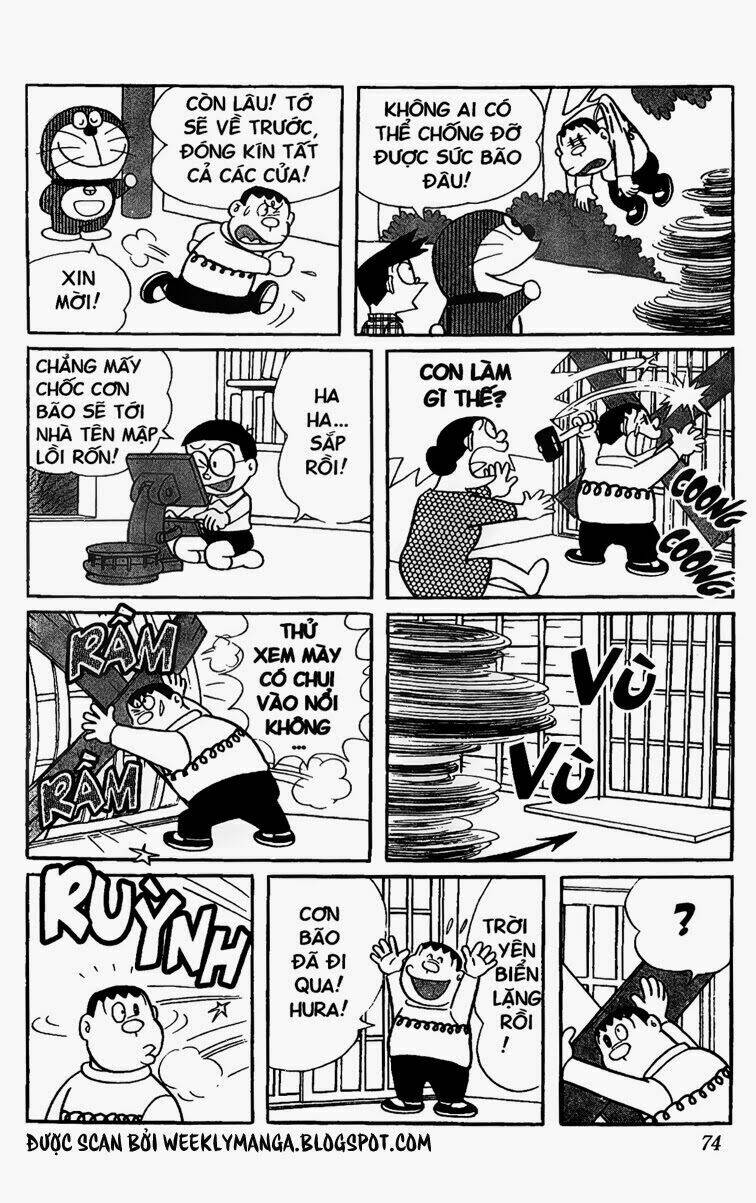 KHÔNG AI CÓ
THỂ CHỐNG ĐỠ
ĐƯỢC SỨC BÃO
ĐÂU!
CÒN LÂU! TỚ
SẼ VỀ TRƯỚC,
ĐÓNG KÍN TẤT
CẢ CÁC CỬA!
XIN
MỜI!
CON LÀM
GÌ THẾ?
COONG
COONG
HA
HA...
SẮP
RỒI!
CHẲNG MẤY
CHỐC CƠN
BÃO SẼ TỚI
NHÀ TÊN MẬP
LỒI RỐN!
VÙ
VÙ
THỬ
XEM MÀY
CÓ CHUI
VÀO NỔI
KHÔNG
...
RẦM
RẦM
?
TRỜI
YÊN
BIỂN
LẶNG
RỒI
!
CƠN
BÃO
ĐÃ ĐI
QUA!
HURA!
RUỲNH
ĐƯỢC SCAN BỞI WEEKLYMANGA.BLOGSPOT.COM
74